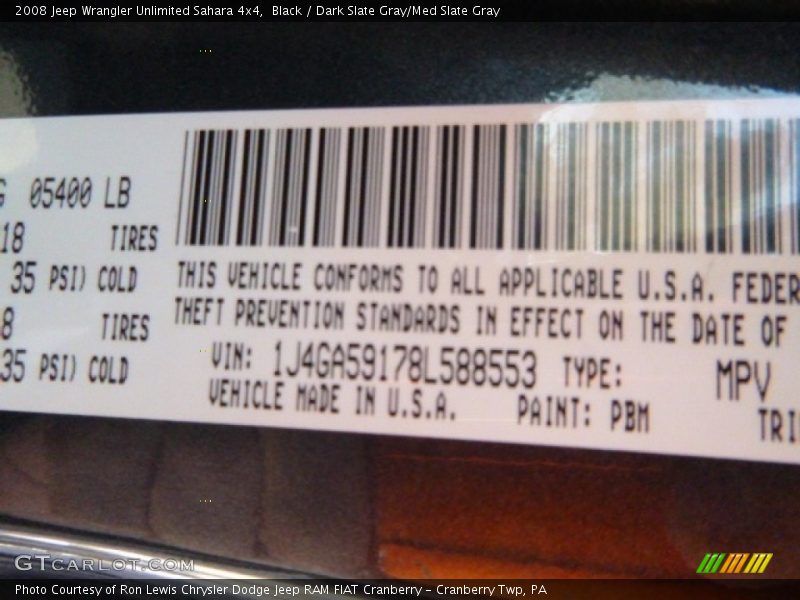 2008 Jeep Wrangler Unlimited Sahara 4x4,  Black / Dark Slate Gray/Med Slate Gray
05400 LB
18 TIRES
35 PSI) COLD
8 TIRES
35 PSI) COLD
THIS VEHICLE CONFORMS TO ALL APPLICABLE U.S.A. FEDER
THEFT PREVENTION STANDARDS IN EFFECT ON THE DATE OF
VIN: 1J4GA59178L588553 TYPE: MPV
VEHICLE MADE IN U.S.A. PAINT: PBM TRI
GTCARLOT.COM
Photo Courtesy of Ron Lewis Chrysler Dodge Jeep RAM FIAT Cranberry - Cranberry Twp, PA